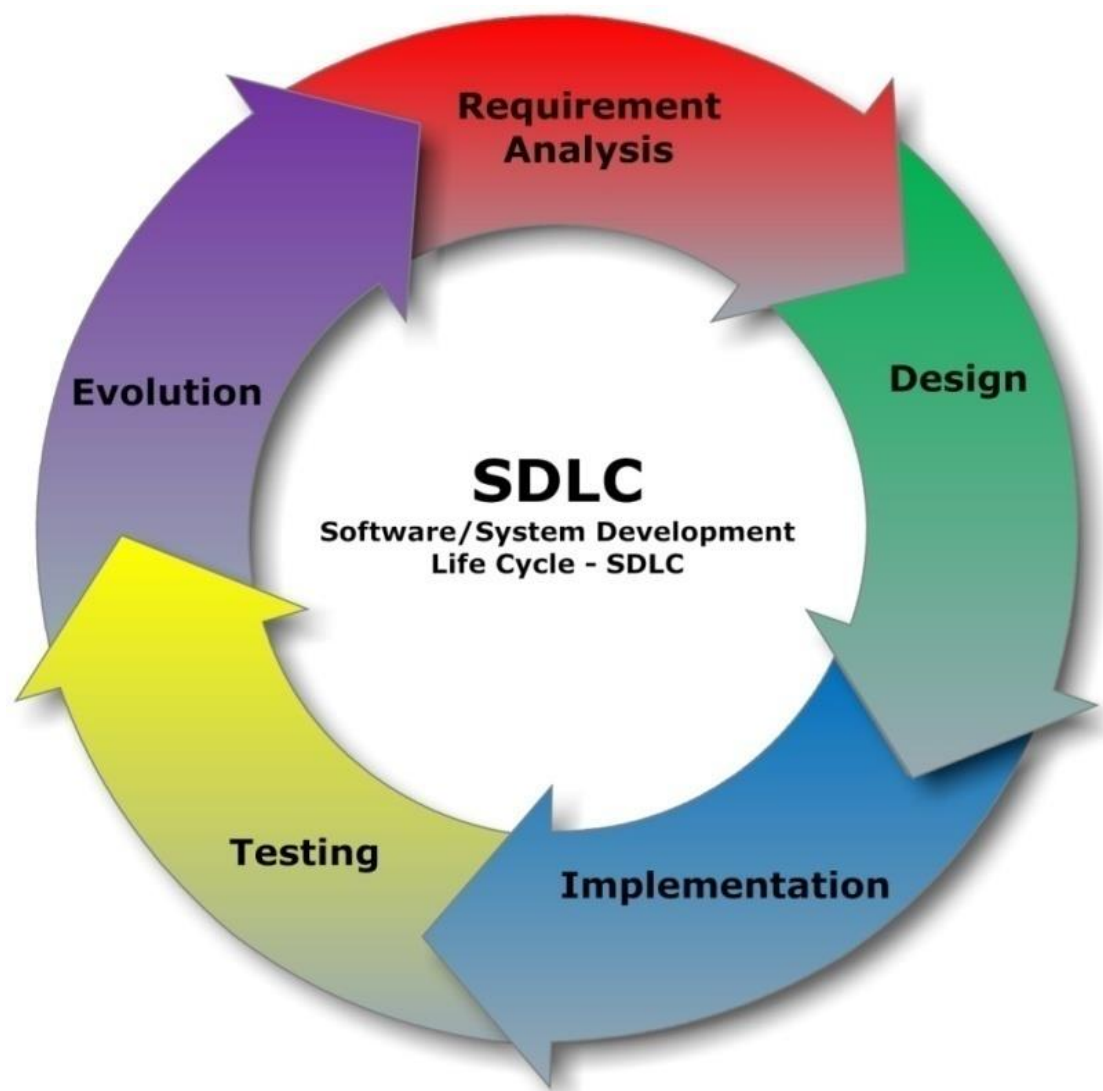 Requirement
Analysis
Design
Implementation
Testing
Evolution
SDLC
Software/System Development
Life Cycle - SDLC